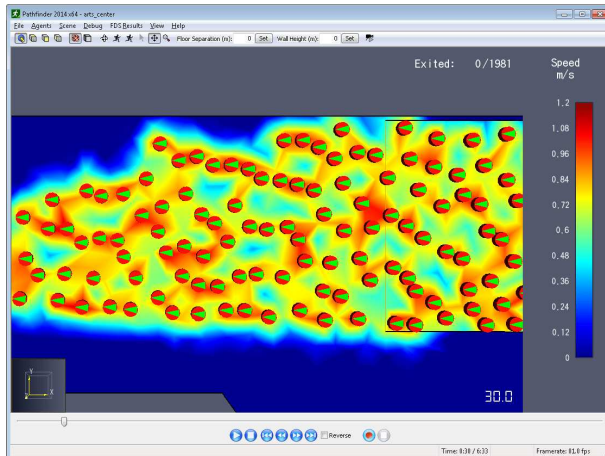 Pathfinder 2014 x64 - arts_center
File Agents Scene Debug FDS Results View Help
Floor Separation (m): 0 Set Wall Height (m): 0 Set
Exited: 0/1981
Speed
m/s
1.2
1.08
0.96
0.84
0.72
0.6
0.48
0.36
0.24
0.12
0
Y
X
30.0
Reverse
Time: 0:30 / 6:33 Framerate: 81.0 fps